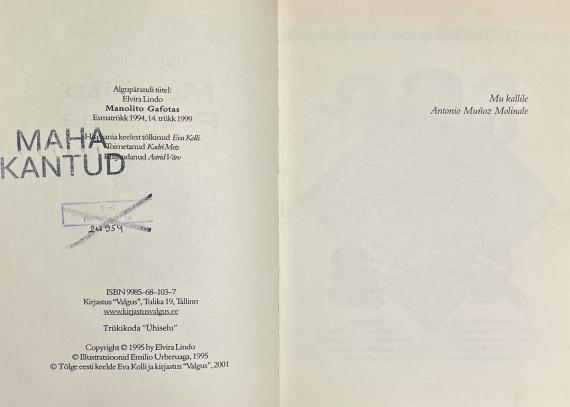 Algupärandi tiitel:
Elvira Lindo
Manolito Gafotas
Esmatrükk 1994, 14. trükk 1999
Hispaania keelest tõlkinud Eva Kolli
Toimetanud Kadri Mets
Kujundanud Astrid Värv
MAHA
KANTUD
24954
ISBN 9985–68–103–7
Kirjastus "Valgus", Tulika 19, Tallinn
www.kirjastusvalgus.ee
Trükikoda "Ühiselu"
Copyright © 1995 by Elvira Lindo
© Illustratsioonid Emilio Urberuaga, 1995
© Tõlge eesti keelde Eva Kolli ja kirjastus "Valgus", 2001
Mu kallile
Antonio Muñoz Molinale